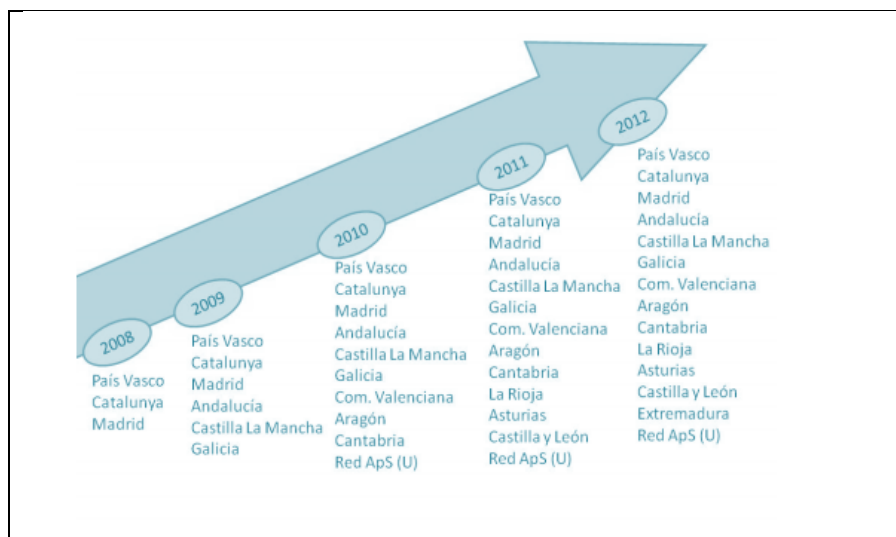 2008
País Vasco
Catalunya
Madrid
2009
País Vasco
Catalunya
Madrid
Andalucía
Castilla La Mancha
Galicia
2010
País Vasco
Catalunya
Madrid
Andalucía
Castilla La Mancha
Galicia
Com. Valenciana
Aragón
Cantabria
Red ApS (U)
2011
País Vasco
Catalunya
Madrid
Andalucía
Castilla La Mancha
Galicia
Com. Valenciana
Aragón
Cantabria
La Rioja
Asturias
Castilla y León
Red ApS (U)
2012
País Vasco
Catalunya
Madrid
Andalucía
Castilla La Mancha
Galicia
Com. Valenciana
Aragón
Cantabria
La Rioja
Asturias
Castilla y León
Extremadura
Red ApS (U)